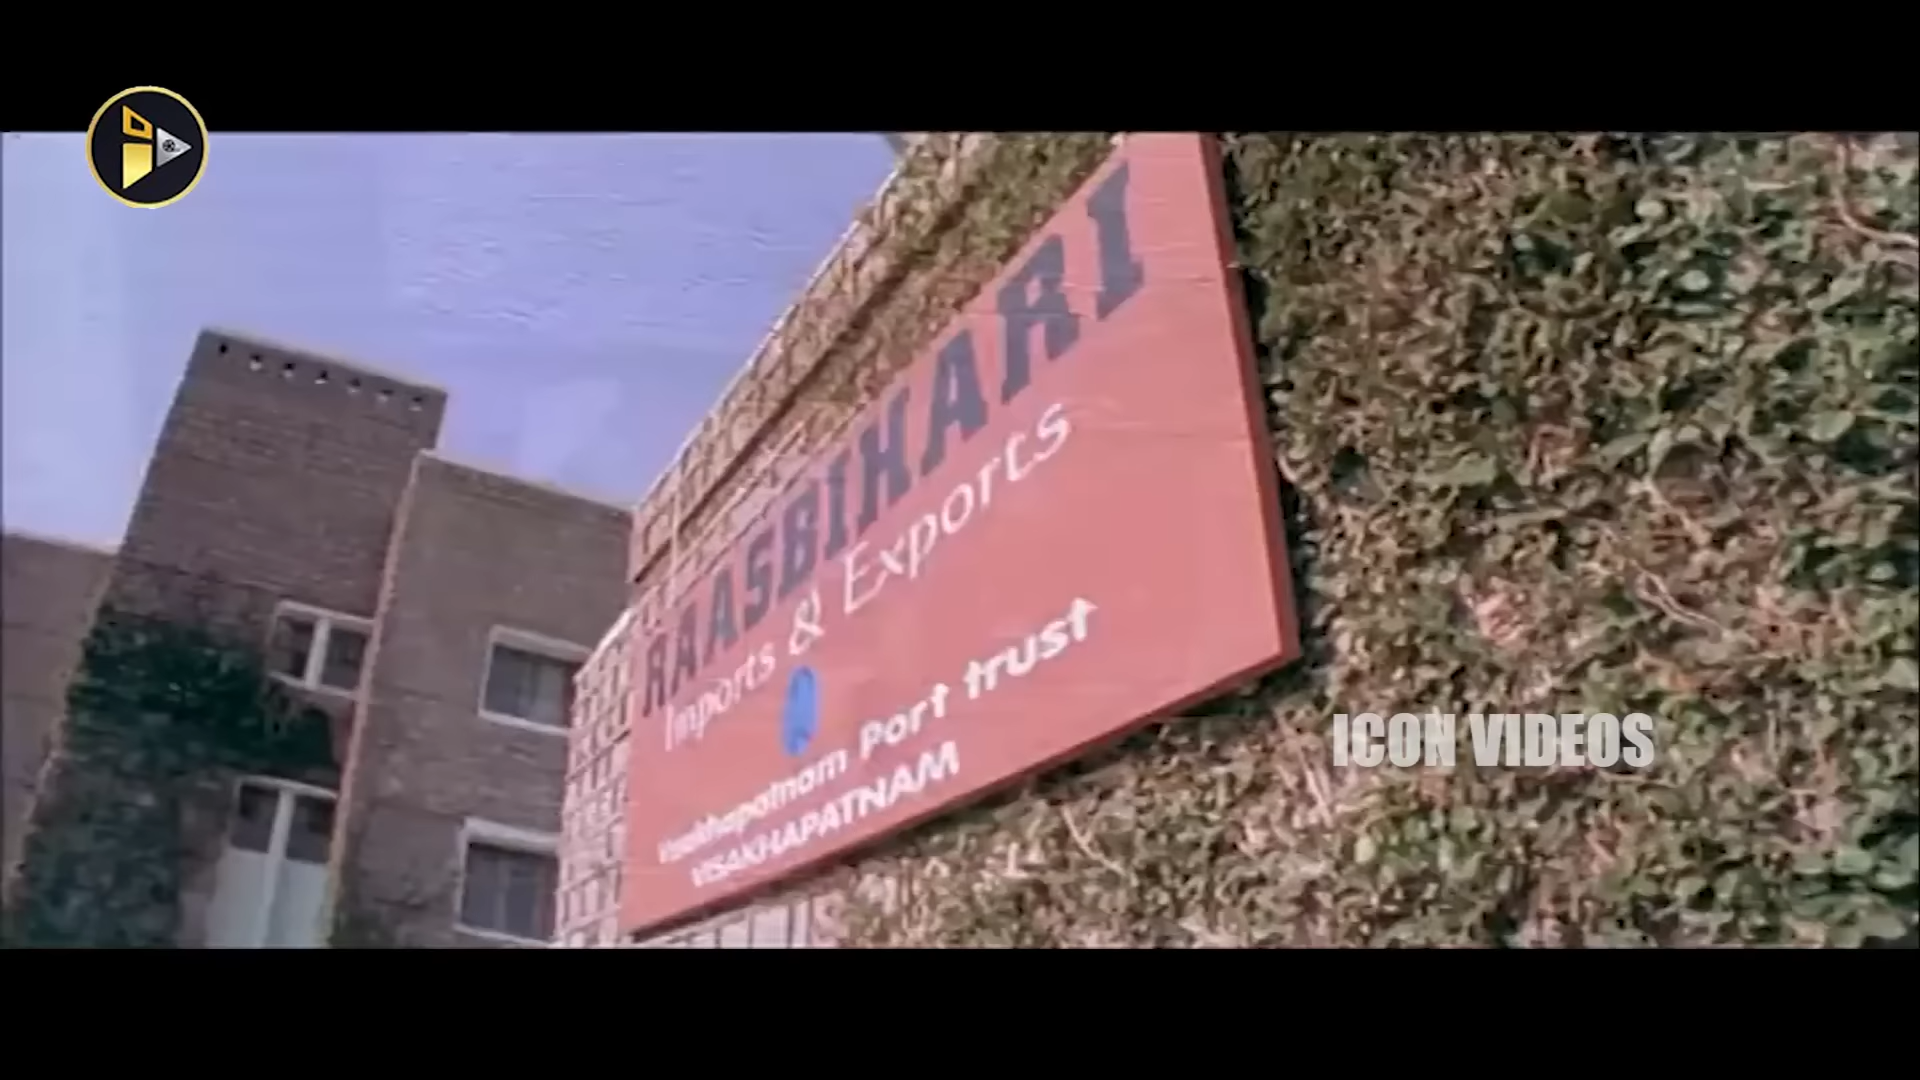 RAASBIHARI
Imports & Exports
Visakhapatnam Port trust
VISAKHAPATNAM
ICON VIDEOS